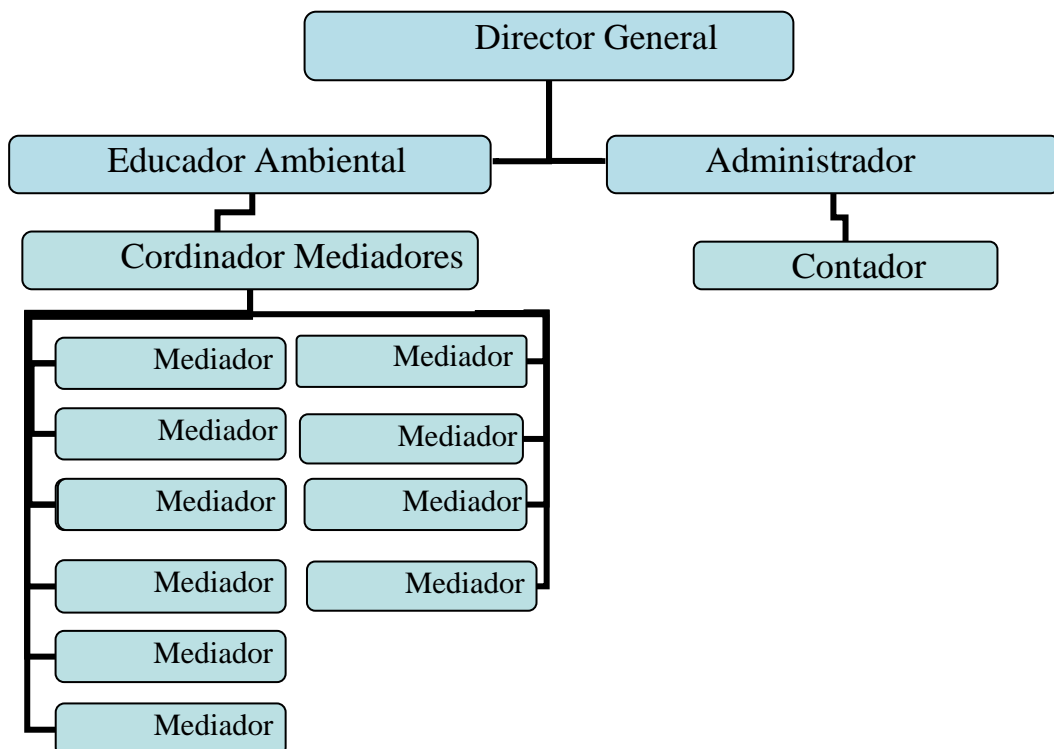 Director General
Educador Ambiental
Administrador
Cordinador Mediadores
Contador
Mediador
Mediador
Mediador
Mediador
Mediador
Mediador
Mediador
Mediador
Mediador
Mediador